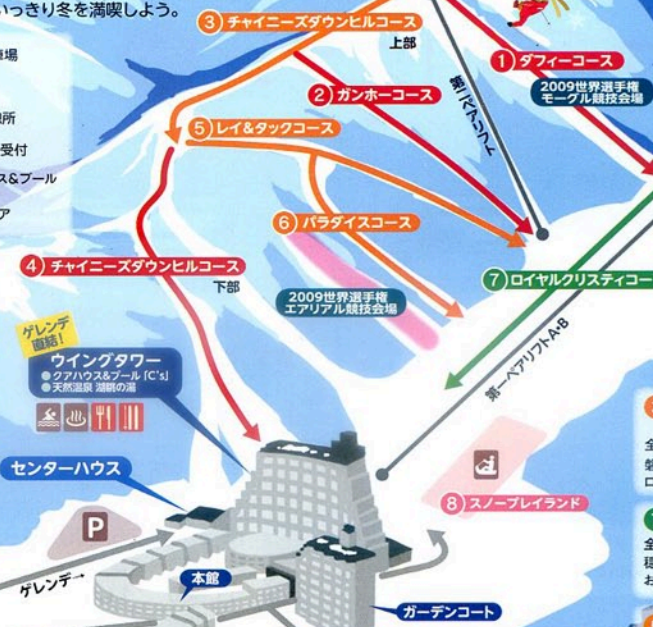 いっきり冬を満喫しよう。
③ チャイニーズダウンヒルコース
上部
① ダフィーコース
2009世界選手権
モーグル競技会場
② ガンホーコース
第二ペアリフト
⑤ レイ&タックコース
受付
ス&プール
⑥ パラダイスコース
④ チャイニーズダウンヒルコース
下部
⑦ ロイヤルクリスティコー
2009世界選手権
エアリアル競技会場
第一ペアリフトA・B
ゲレンデ
直結!
ウイングタワー
●クアハウス&プール「C's」
●天然温泉 湖眺の湯
センターハウス
⑧ スノープレイランド
P
ゲレンデ→
本館
ガーデンコート